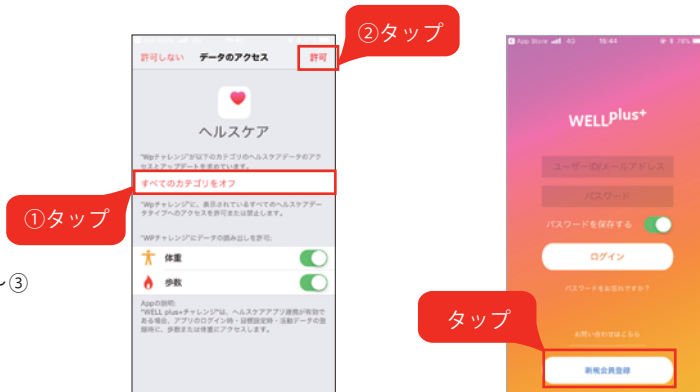 ②タップ
許可しない データのアクセス 許可
ヘルスケア
"Wpチャレンジ"が以下のカテゴリのヘルスケアデータのアク
セスとアップデートを求めています。
すべてのカテゴリをオフ
①タップ
"Wpチャレンジ"に、表示されているすべてのヘルスケアデー
タタイプへのアクセスを許可または禁止します。
"WPチャレンジ"にデータの読み出しを許可:
体重
歩数
Appの説明:
"WELL plus+チャレンジ"は、ヘルスケアアプリ連携が有効で
ある場合、アプリのログイン時・目標設定時・活動データの登
録時に、歩数または体重にアクセスします。
~③
App Store 4G 15:44 76%
WELL plus+
ユーザーID/メールアドレス
パスワード
パスワードを保存する
ログイン
パスワードをお忘れですか？
タップ
お問い合わせはこちら
新規会員登録